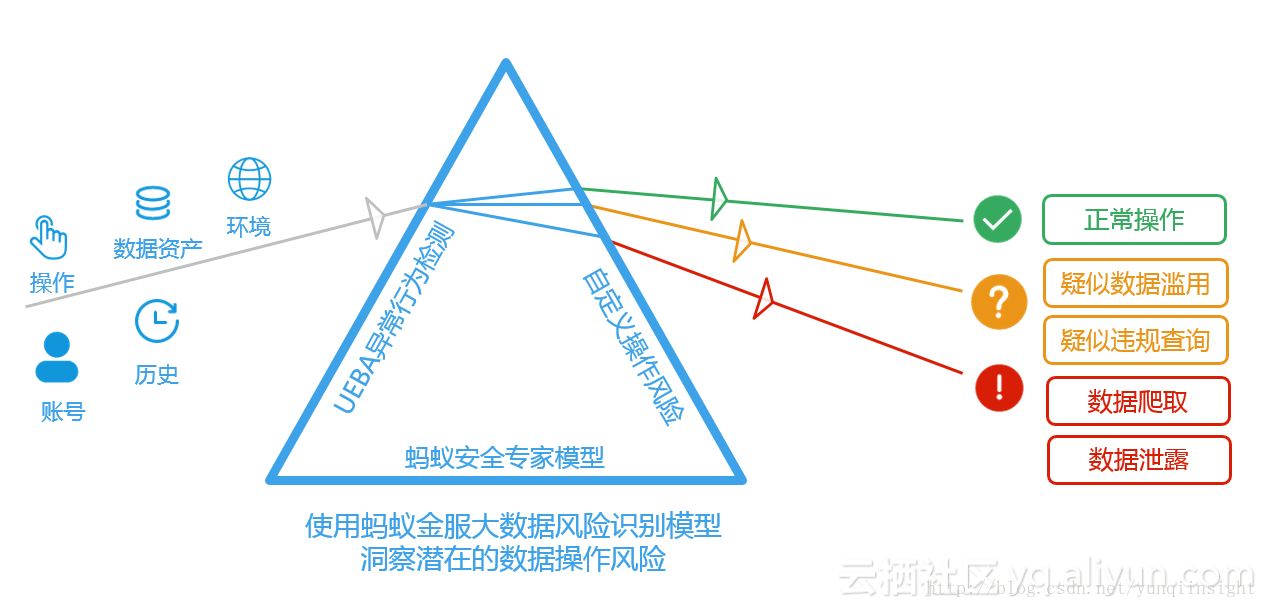 环境
数据资产
操作
历史
账号
UEBA异常行为检测
自定义操作风险
蚂蚁安全专家模型
使用蚂蚁金服大数据风险识别模型
洞察潜在的数据操作风险
正常操作
疑似数据滥用
疑似违规查询
数据爬取
数据泄露
云栖社区 yq.aliyun.com
http://blog.csdn.net/yunqiinsight